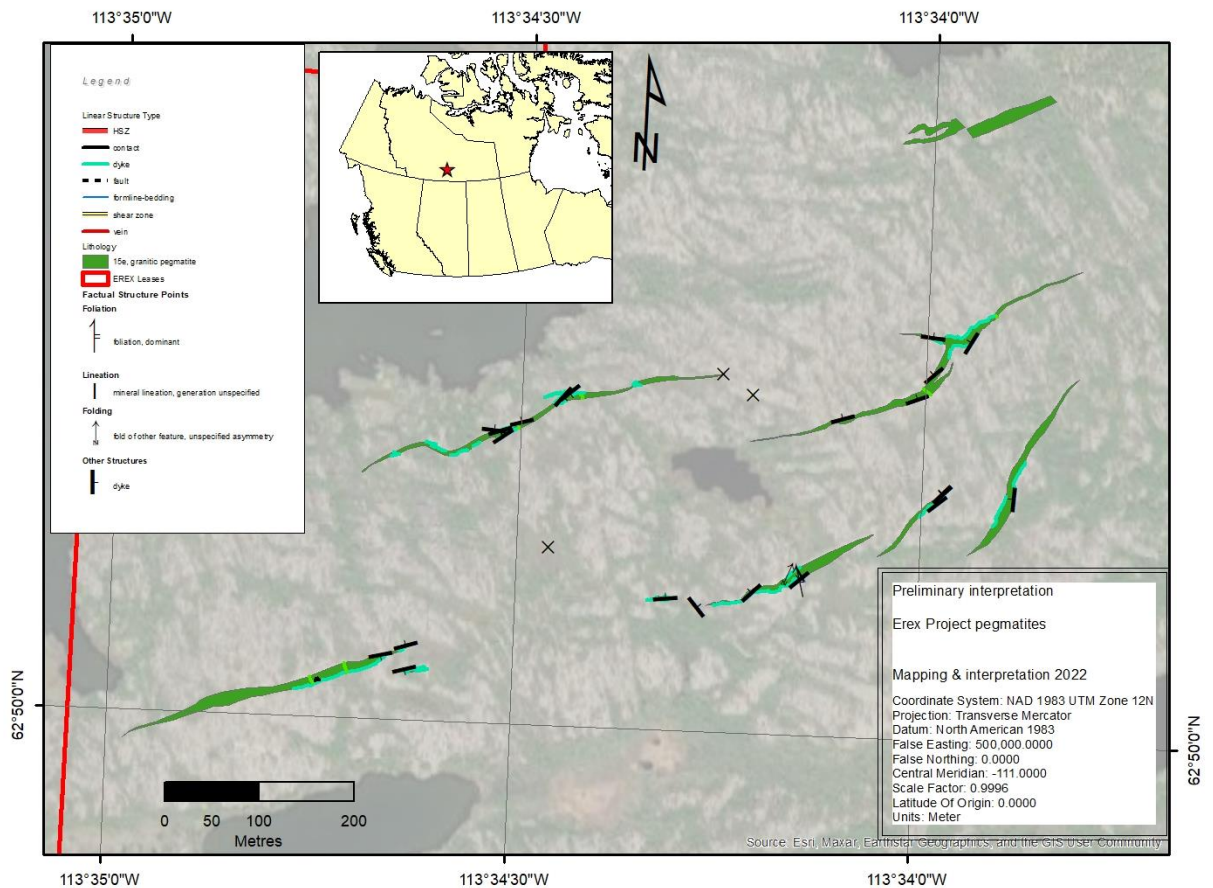 113°35'0"W 113°34'30"W 113°34'0"W
Legend
Linear Structure Type
HSZ
contact
dyke
fault
formline-bedding
shear zone
vein
Lithology
15e, granitic pegmatite
EREX Leases
Factual Structure Points
Foliation
foliation, dominant
Lineation
mineral lineation, generation unspecified
Folding
N
fold of other feature, unspecified asymmetry
Other Structures
dyke
N
62°50'0"N
62°50'0"N
0 50 100 200
Metres
Preliminary interpretation
Erex Project pegmatites
Mapping & interpretation 2022
Coordinate System: NAD 1983 UTM Zone 12N
Projection: Transverse Mercator
Datum: North American 1983
False Easting: 500,000.0000
False Northing: 0.0000
Central Meridian: -111.0000
Scale Factor: 0.9996
Latitude Of Origin: 0.0000
Units: Meter
Source: Esri, Maxar, Earthstar Geographics, and the GIS User Community
113°35'0"W 113°34'30"W 113°34'0"W